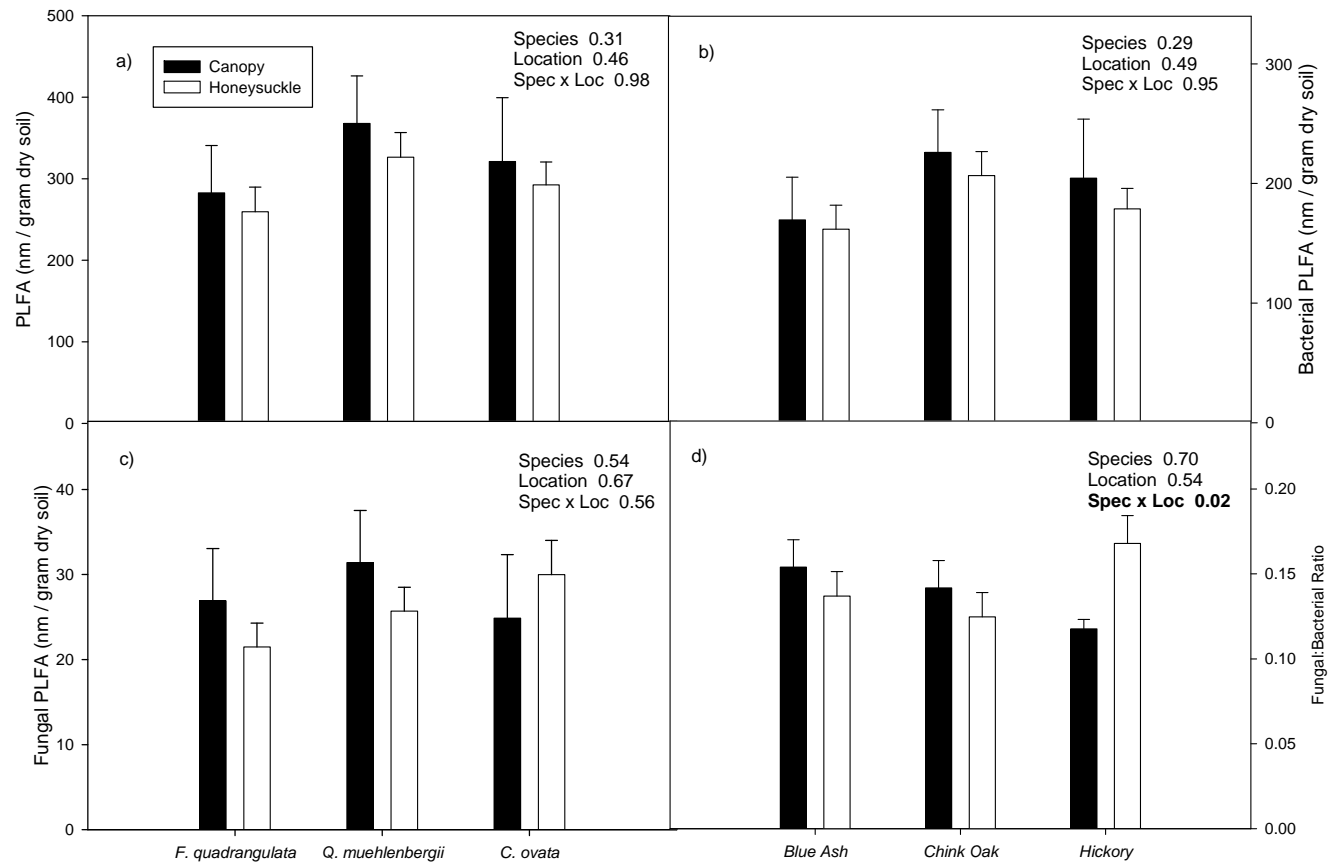 500
400
300
200
100
0
PLFA (nm / gram dry soil)
a)
Canopy
Honeysuckle
Species 0.31
Location 0.46
Spec x Loc 0.98
b)
Species 0.29
Location 0.49
Spec x Loc 0.95
300
200
100
0
Bacterial PLFA (nm / gram dry soil)
c)
Species 0.54
Location 0.67
Spec x Loc 0.56
40
30
20
10
0
Fungal PLFA (nm / gram dry soil)
F. quadrangulata
Q. muehlenbergii
C. ovata
d)
Species 0.70
Location 0.54
Spec x Loc 0.02
0.20
0.15
0.10
0.05
0.00
Fungal:Bacterial Ratio
Blue Ash
Chink Oak
Hickory